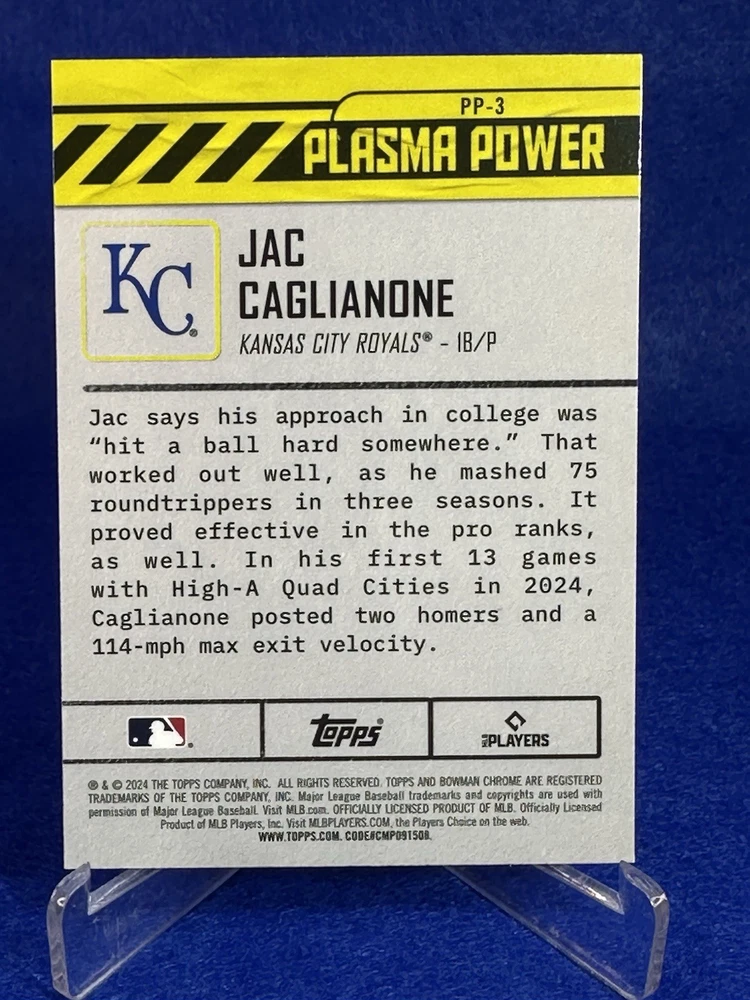 PP-3
PLASMA POWER
KC®
JAC
CAGLIANONE
KANSAS CITY ROYALS® - 1B/P
Jac says his approach in college was
“hit a ball hard somewhere.” That
worked out well, as he mashed 75
roundtrippers in three seasons. It
proved effective in the pro ranks,
as well. In his first 13 games
with High-A Quad Cities in 2024,
Caglianone posted two homers and a
114-mph max exit velocity.
topps®
MLB PLAYERS
® & © 2024 THE TOPPS COMPANY, INC. ALL RIGHTS RESERVED. TOPPS AND BOWMAN CHROME ARE REGISTERED
TRADEMARKS OF THE TOPPS COMPANY, INC. Major League Baseball trademarks and copyrights are used with
permission of Major League Baseball. Visit MLB.com. OFFICIALLY LICENSED PRODUCT OF MLB. Officially Licensed
Product of MLB Players, Inc. Visit MLBPLAYERS.COM, the Players Choice on the web.
WWW.TOPPS.COM. CODE#CMP091508.